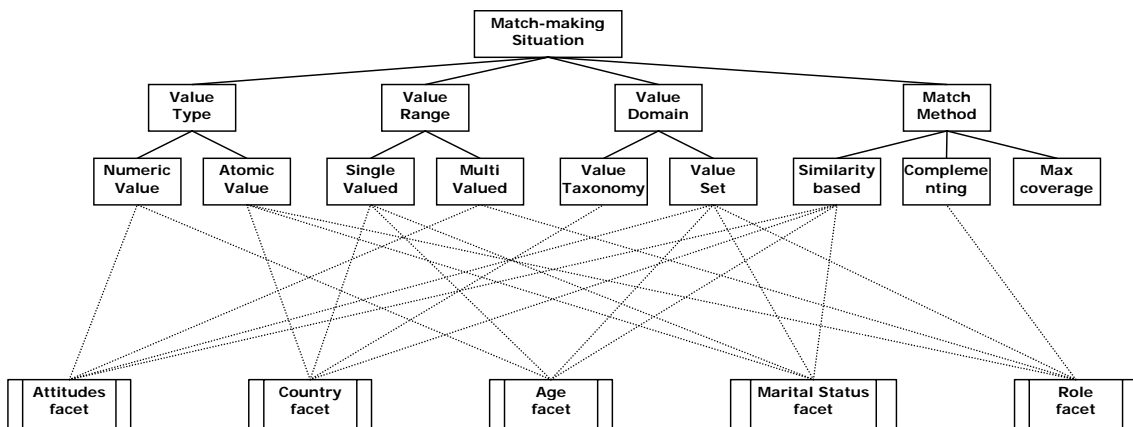 Match-making
Situation
Value
Type
Value
Range
Value
Domain
Match
Method
Numeric
Value
Atomic
Value
Single
Valued
Multi
Valued
Value
Taxonomy
Value
Set
Similarity
based
Compleme
nting
Max
coverage
Attitudes
facet
Country
facet
Age
facet
Marital Status
facet
Role
facet